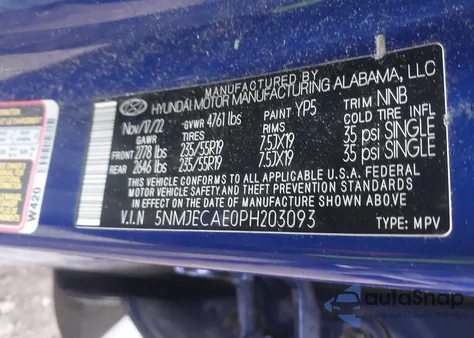 MANUFACTURED BY
HYUNDAI MOTOR MANUFACTURING ALABAMA, LLC
Nov/17/22 GVWR 4761 lbs PAINT YP5 TRIM NNB
GAWR TIRES RIMS COLD TIRE INFL
FRONT 2778 lbs 235/55R19 7.5JX19 35 psi SINGLE
REAR 2646 lbs 235/55R19 7.5JX19 35 psi SINGLE
THIS VEHICLE CONFORMS TO ALL APPLICABLE U.S.A. FEDERAL
MOTOR VEHICLE SAFETY,AND THEFT PREVENTION STANDARDS
IN EFFECT ON THE DATE OF MANUFACTURE SHOWN ABOVE
V.I.N 5NMJECAE0PH203093 TYPE: MPV
W420
autoSnap